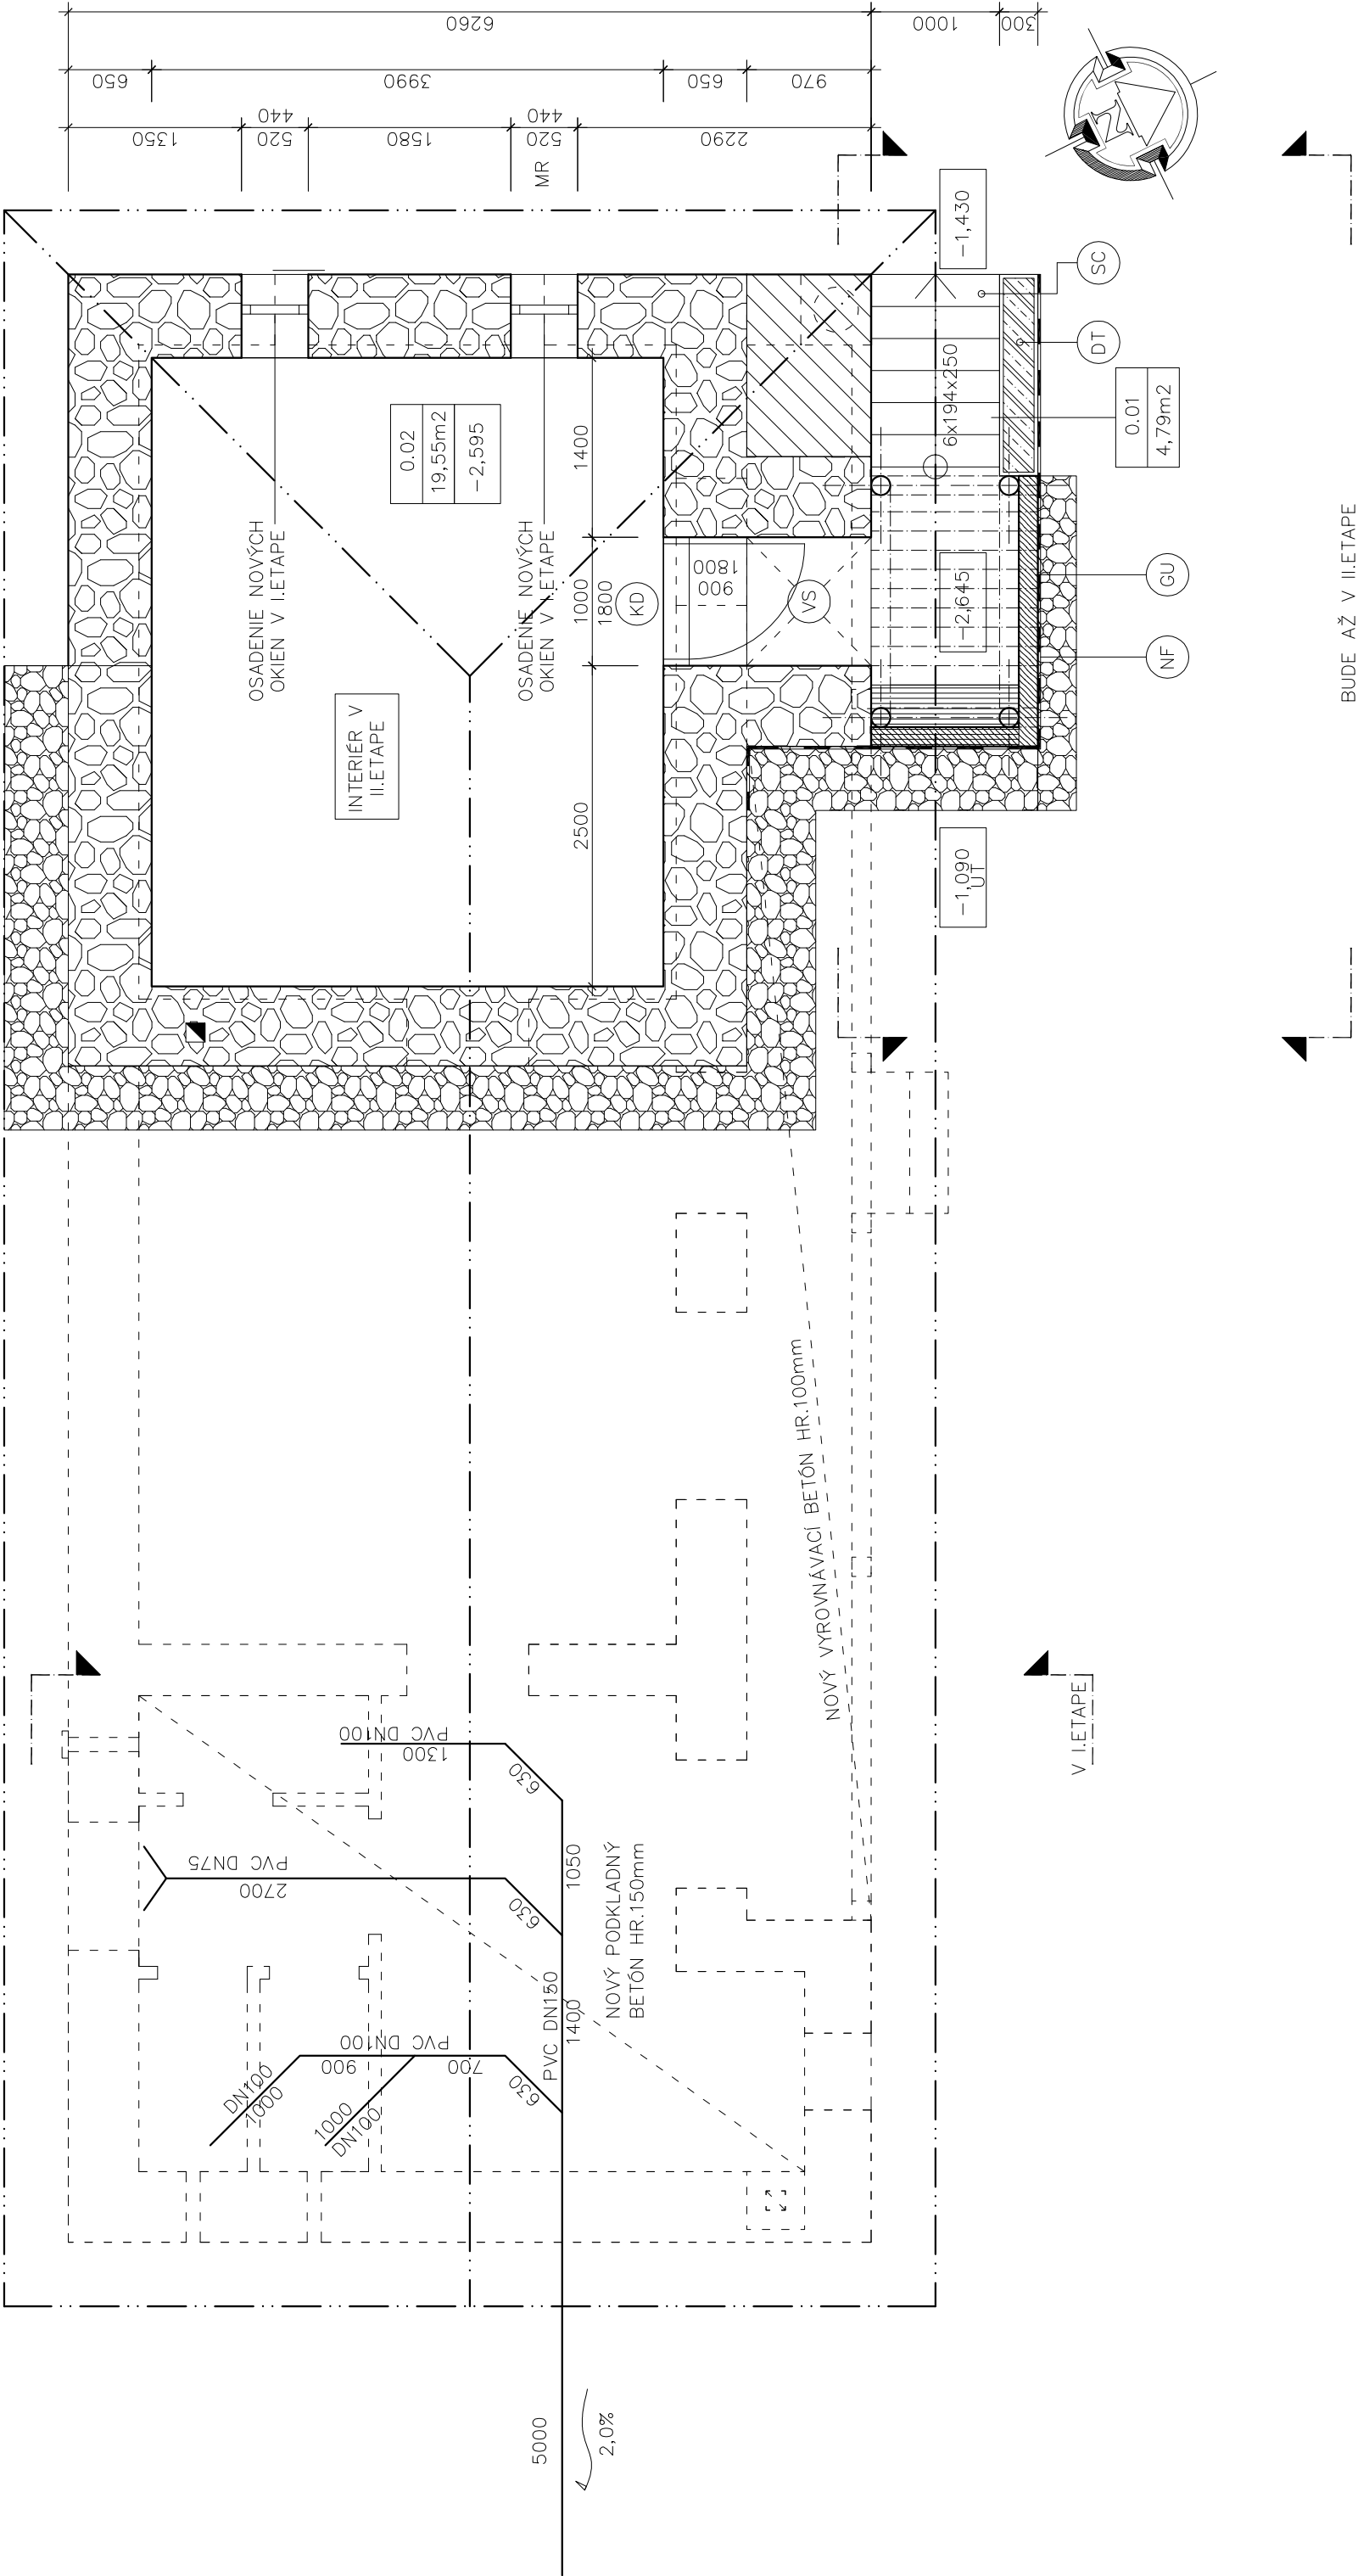 6260
1000
300
650
3990
650
970
1350
440
520
1580
440
520
2290
MR
-1,430
SC
DT
0.01
4,79m2
6x194x250
0.02
19,55m2
-2,595
1400
OSADENIE NOVÝCH
OKIEN V I.ETAPE
OSADENIE NOVÝCH
OKIEN V I.ETAPE
1000
1800
KD
900
1800
VS
-2,645
GU
NF
INTERIÉR V
II.ETAPE
2500
-1,090
UT
BUDE AŽ V II.ETAPE
NOVÝ VYROVNÁVACÍ BETÓN HR.100mm
V I.ETAPE
PVC DN100
1300
630
PVC DN75
2700
630
1050
NOVÝ PODKLADNÝ
BETÓN HR.150mm
PVC DN150
1400
PVC DN100
900
700
630
DN100
1000
1000
DN100
5000
2,0%
N